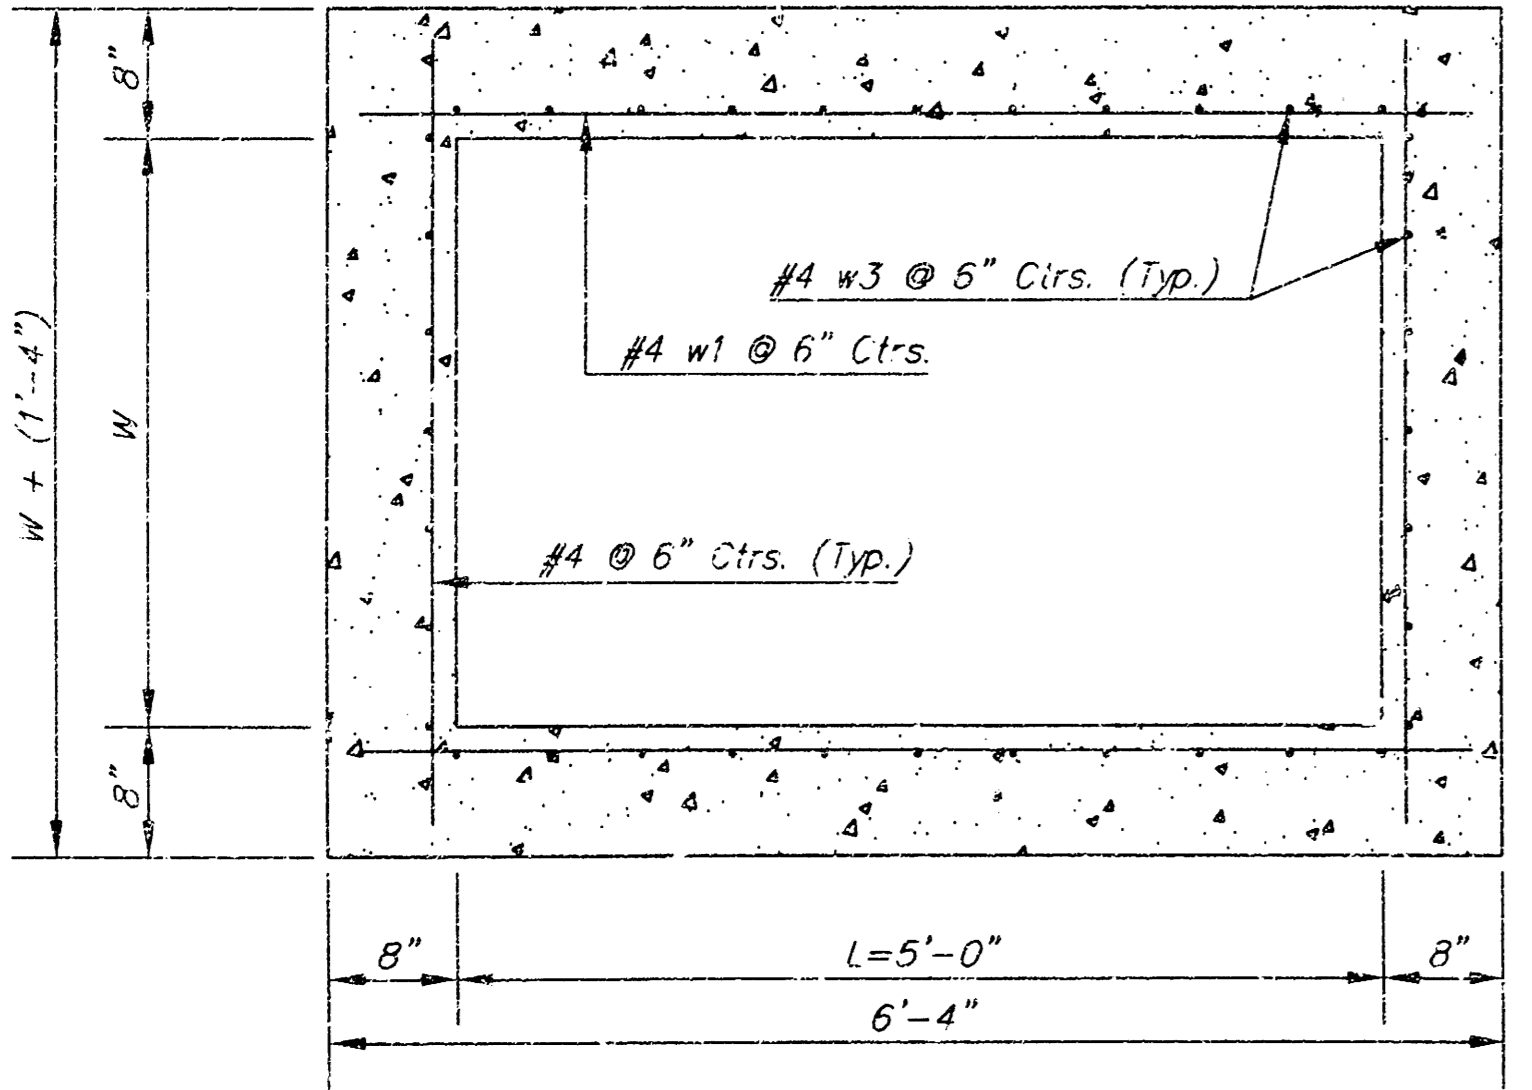 8"
W + (1'-4")
W
8"
#4 w3 @ 6" Ctrs. (Typ.)
#4 w1 @ 6" Ctrs.
#4 @ 6" Ctrs. (Typ.)
8"
L=5'-0"
8"
6'-4"